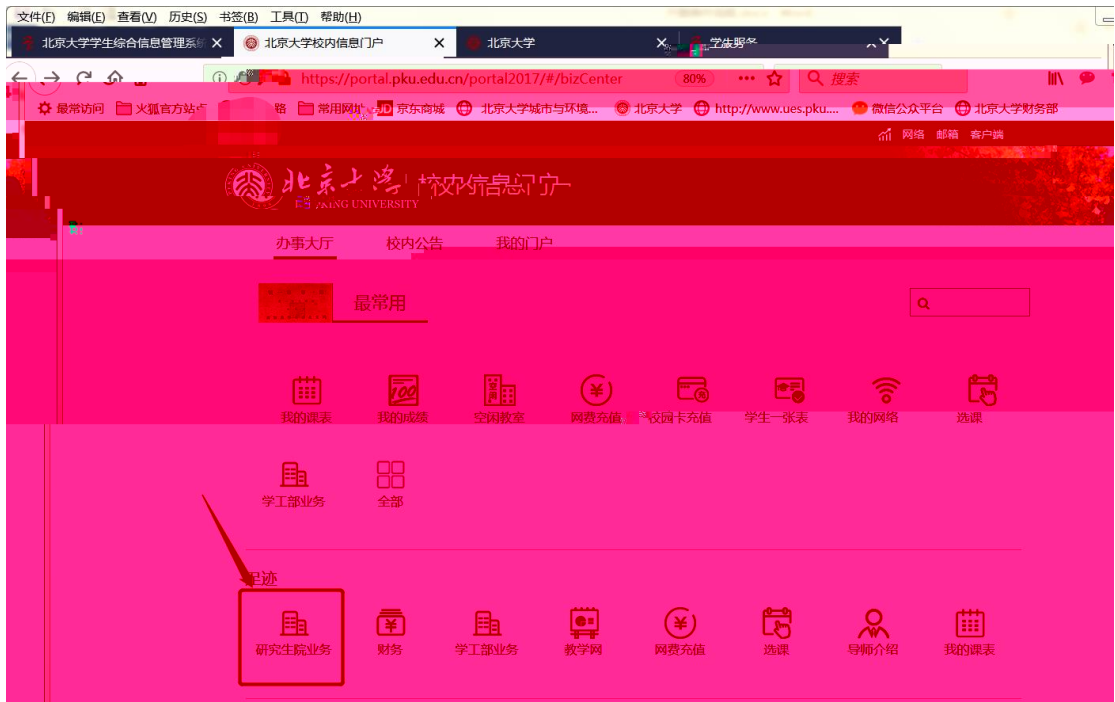 文件(F) 编辑(E) 查看(V) 历史(S) 书签(B) 工具(T) 帮助(H)
北京大学学生综合信息管理系统 × 北京大学校内信息门户 × 北京大学 ×
https://portal.pku.edu.cn/portal2017/#/bizCenter 80% 搜索
最常访问 火狐官方站点 常用网址 JD 京东商城 北京大学城市与环境... 北京大学 http://www.ues.pku.... 微信公众平台 北京大学财务部
网络 邮箱 客户端
北京大学 校内信息门户
UNIVERSITY
办事大厅 校内公告 我的门户
最常用
我的课表 我的成绩 空闲教室 网费充值 校园卡充值 学生一张表 我的网络 选课
学工部业务 全部
足迹
研究生院业务 财务 学工部业务 教学网 网费充值 选课 导师介绍 我的课表